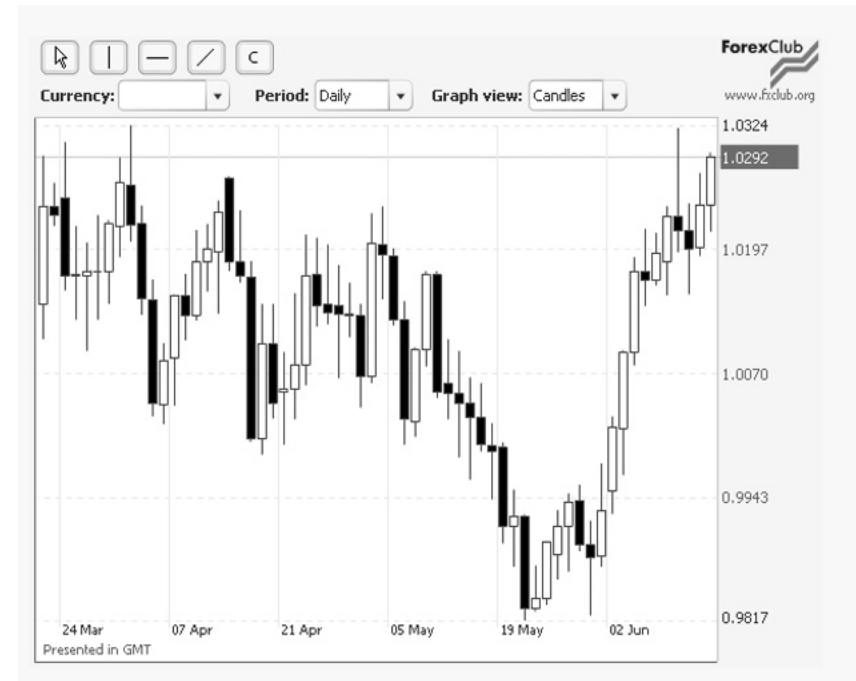 C
ForexClub
Currency: Period: Daily Graph view: Candles
www.fxclub.org
1.0324
1.0292
1.0197
1.0070
0.9943
0.9817
24 Mar 07 Apr 21 Apr 05 May 19 May 02 Jun
Presented in GMT